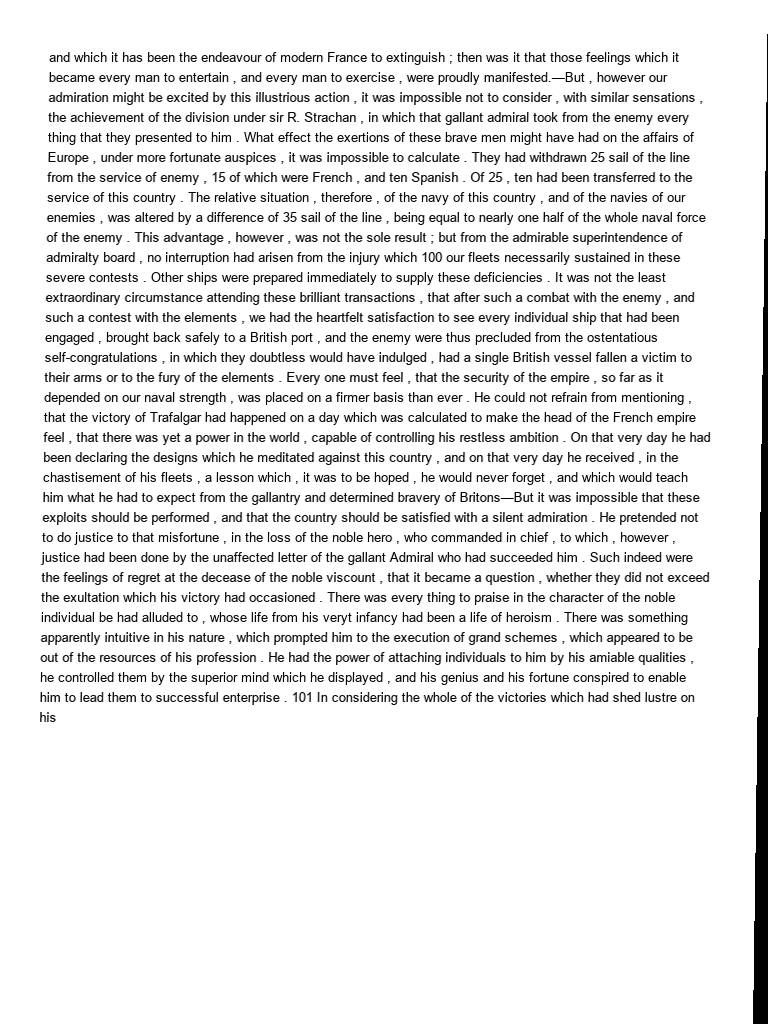 and which it has been the endeavour of modern France to extinguish ; then was it that those feelings which it
became every man to entertain , and every man to exercise , were proudly manifested.—But , however our
admiration might be excited by this illustrious action , it was impossible not to consider , with similar sensations ,
the achievement of the division under sir R. Strachan , in which that gallant admiral took from the enemy every
thing that they presented to him . What effect the exertions of these brave men might have had on the affairs of
Europe , under more fortunate auspices , it was impossible to calculate . They had withdrawn 25 sail of the line
from the service of enemy , 15 of which were French , and ten Spanish . Of 25 , ten had been transferred to the
service of this country . The relative situation , therefore , of the navy of this country , and of the navies of our
enemies , was altered by a difference of 35 sail of the line , being equal to nearly one half of the whole naval force
of the enemy . This advantage , however , was not the sole result ; but from the admirable superintendence of
admiralty board , no interruption had arisen from the injury which 100 our fleets necessarily sustained in these
severe contests . Other ships were prepared immediately to supply these deficiencies . It was not the least
extraordinary circumstance attending these brilliant transactions , that after such a combat with the enemy , and
such a contest with the elements , we had the heartfelt satisfaction to see every individual ship that had been
engaged , brought back safely to a British port , and the enemy were thus precluded from the ostentatious
self-congratulations , in which they doubtless would have indulged , had a single British vessel fallen a victim to
their arms or to the fury of the elements . Every one must feel , that the security of the empire , so far as it
depended on our naval strength , was placed on a firmer basis than ever . He could not refrain from mentioning ,
that the victory of Trafalgar had happened on a day which was calculated to make the head of the French empire
feel , that there was yet a power in the world , capable of controlling his restless ambition . On that very day he had
been declaring the designs which he meditated against this country , and on that very day he received , in the
chastisement of his fleets , a lesson which , it was to be hoped , he would never forget , and which would teach
him what he had to expect from the gallantry and determined bravery of Britons—But it was impossible that these
exploits should be performed , and that the country should be satisfied with a silent admiration . He pretended not
to do justice to that misfortune , in the loss of the noble hero , who commanded in chief , to which , however ,
justice had been done by the unaffected letter of the gallant Admiral who had succeeded him . Such indeed were
the feelings of regret at the decease of the noble viscount , that it became a question , whether they did not exceed
the exultation which his victory had occasioned . There was every thing to praise in the character of the noble
individual be had alluded to , whose life from his veryt infancy had been a life of heroism . There was something
apparently intuitive in his nature , which prompted him to the execution of grand schemes , which appeared to be
out of the resources of his profession . He had the power of attaching individuals to him by his amiable qualities ,
he controlled them by the superior mind which he displayed , and his genius and his fortune conspired to enable
him to lead them to successful enterprise . 101 In considering the whole of the victories which had shed lustre on
his